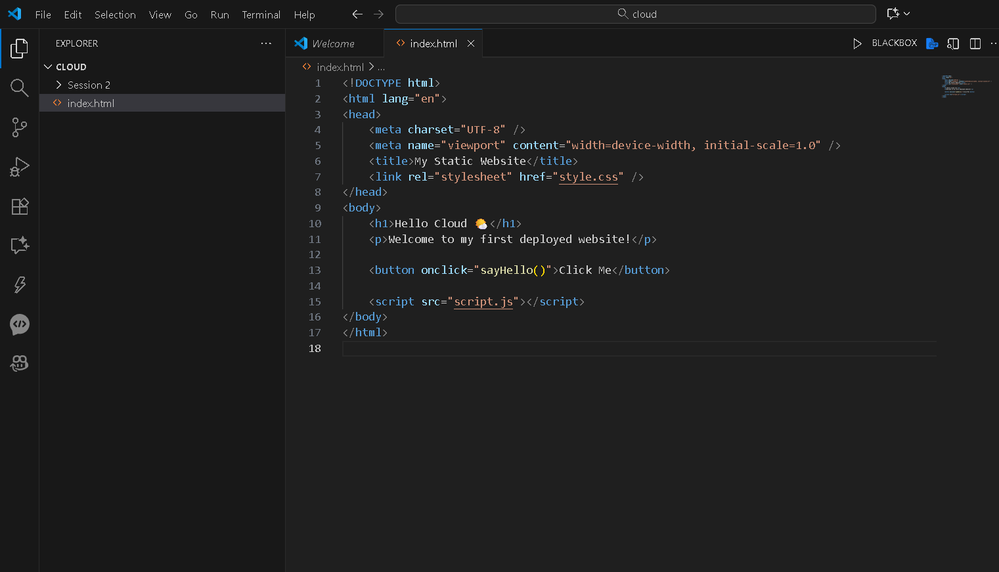 File Edit Selection View Go Run Terminal Help cloud
EXPLORER
CLOUD
Session 2
index.html
Welcome index.html BLACKBOX PHP
index.html > ...
1 <!DOCTYPE html>
2 <html lang="en">
3 <head>
4 <meta charset="UTF-8" />
5 <meta name="viewport" content="width=device-width, initial-scale=1.0" />
6 <title>My Static Website</title>
7 <link rel="stylesheet" href="style.css" />
8 </head>
9 <body>
10 <h1>Hello Cloud 🌤️</h1>
11 <p>Welcome to my first deployed website!</p>
12
13 <button onclick="sayHello()">Click Me</button>
14
15 <script src="script.js"></script>
16 </body>
17 </html>
18